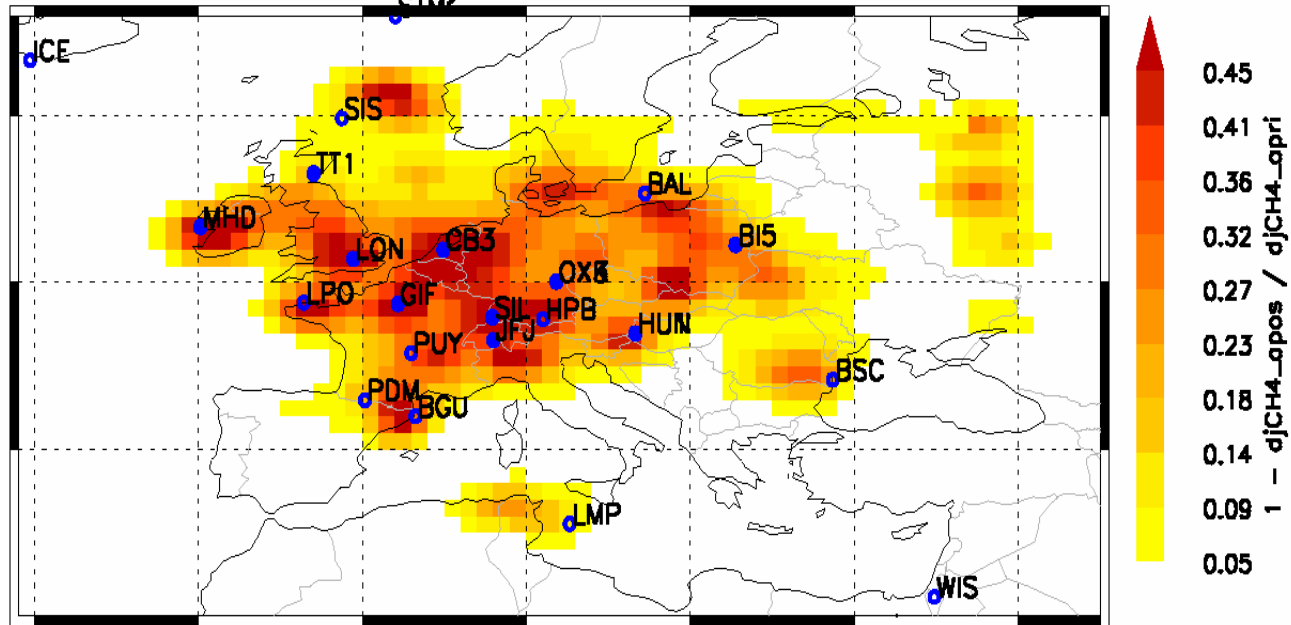 ICE
SIS
TT1
MHD
BAL
LON
CB3
BI5
OX
LPO
GIF
SIL
HPB
HUN
JFJ
PUY
BSC
PDM
BGU
LMP
WIS
0.45
0.41
0.36
0.32
0.27
0.23
0.18
0.14
0.09
0.05
1 - djCH4_apos / djCH4_apri